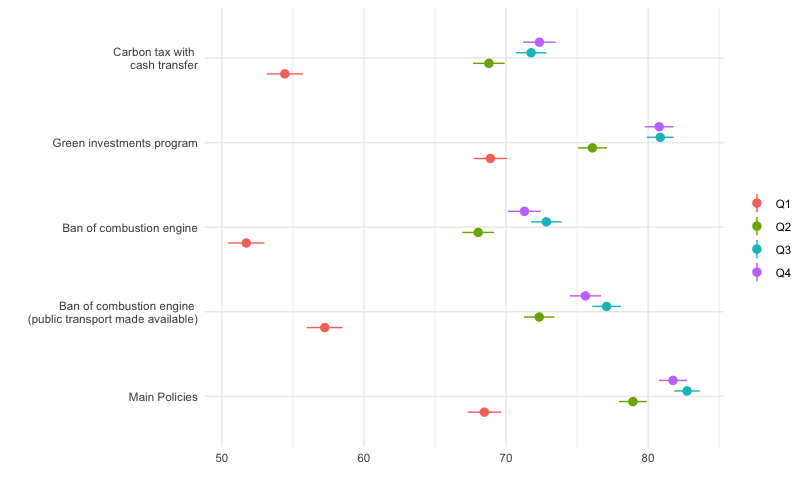 Carbon tax with
cash transfer
Green investments program
Ban of combustion engine
Ban of combustion engine
(public transport made available)
Main Policies
50
60
70
80
Q1
Q2
Q3
Q4